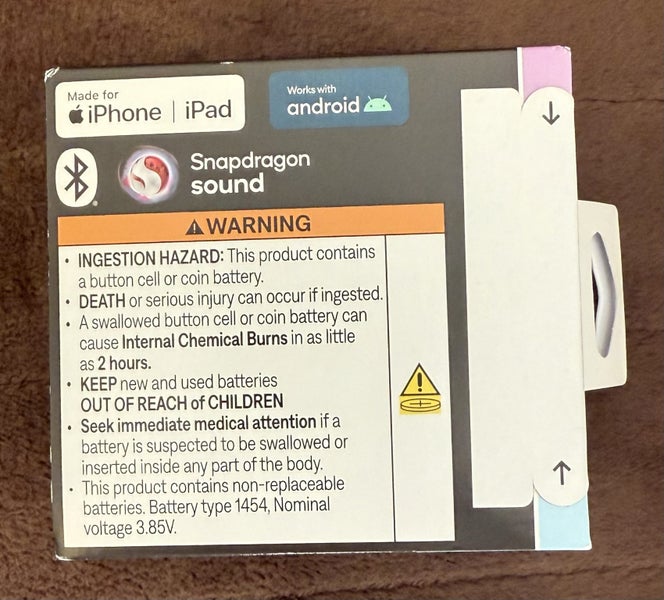 Made for
iPhone | iPad
Works with
android
Snapdragon
sound
WARNING
• INGESTION HAZARD: This product contains
a button cell or coin battery.
• DEATH or serious injury can occur if ingested.
• A swallowed button cell or coin battery can
cause Internal Chemical Burns in as little
as 2 hours.
• KEEP new and used batteries
OUT OF REACH of CHILDREN
• Seek immediate medical attention if a
battery is suspected to be swallowed or
inserted inside any part of the body.
• This product contains non-replaceable
batteries. Battery type 1454, Nominal
voltage 3.85V.